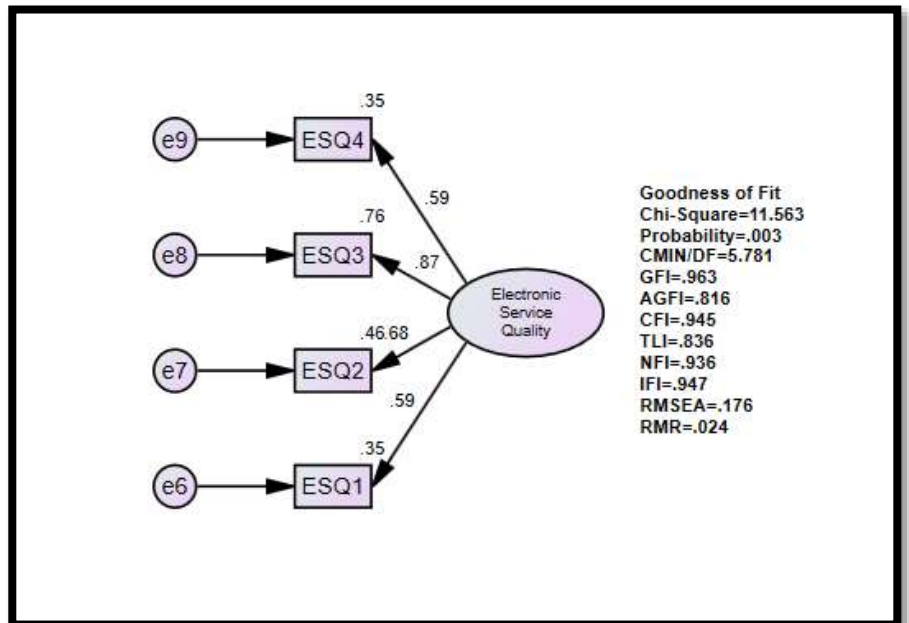 .35
e9
ESQ4
.59
.76
e8
ESQ3
.87
Electronic
Service
Quality
.46
.68
e7
ESQ2
.59
.35
e6
ESQ1
Goodness of Fit
Chi-Square=11.563
Probability=.003
CMIN/DF=5.781
GFI=.963
AGFI=.816
CFI=.945
TLI=.836
NFI=.936
IFI=.947
RMSEA=.176
RMR=.024